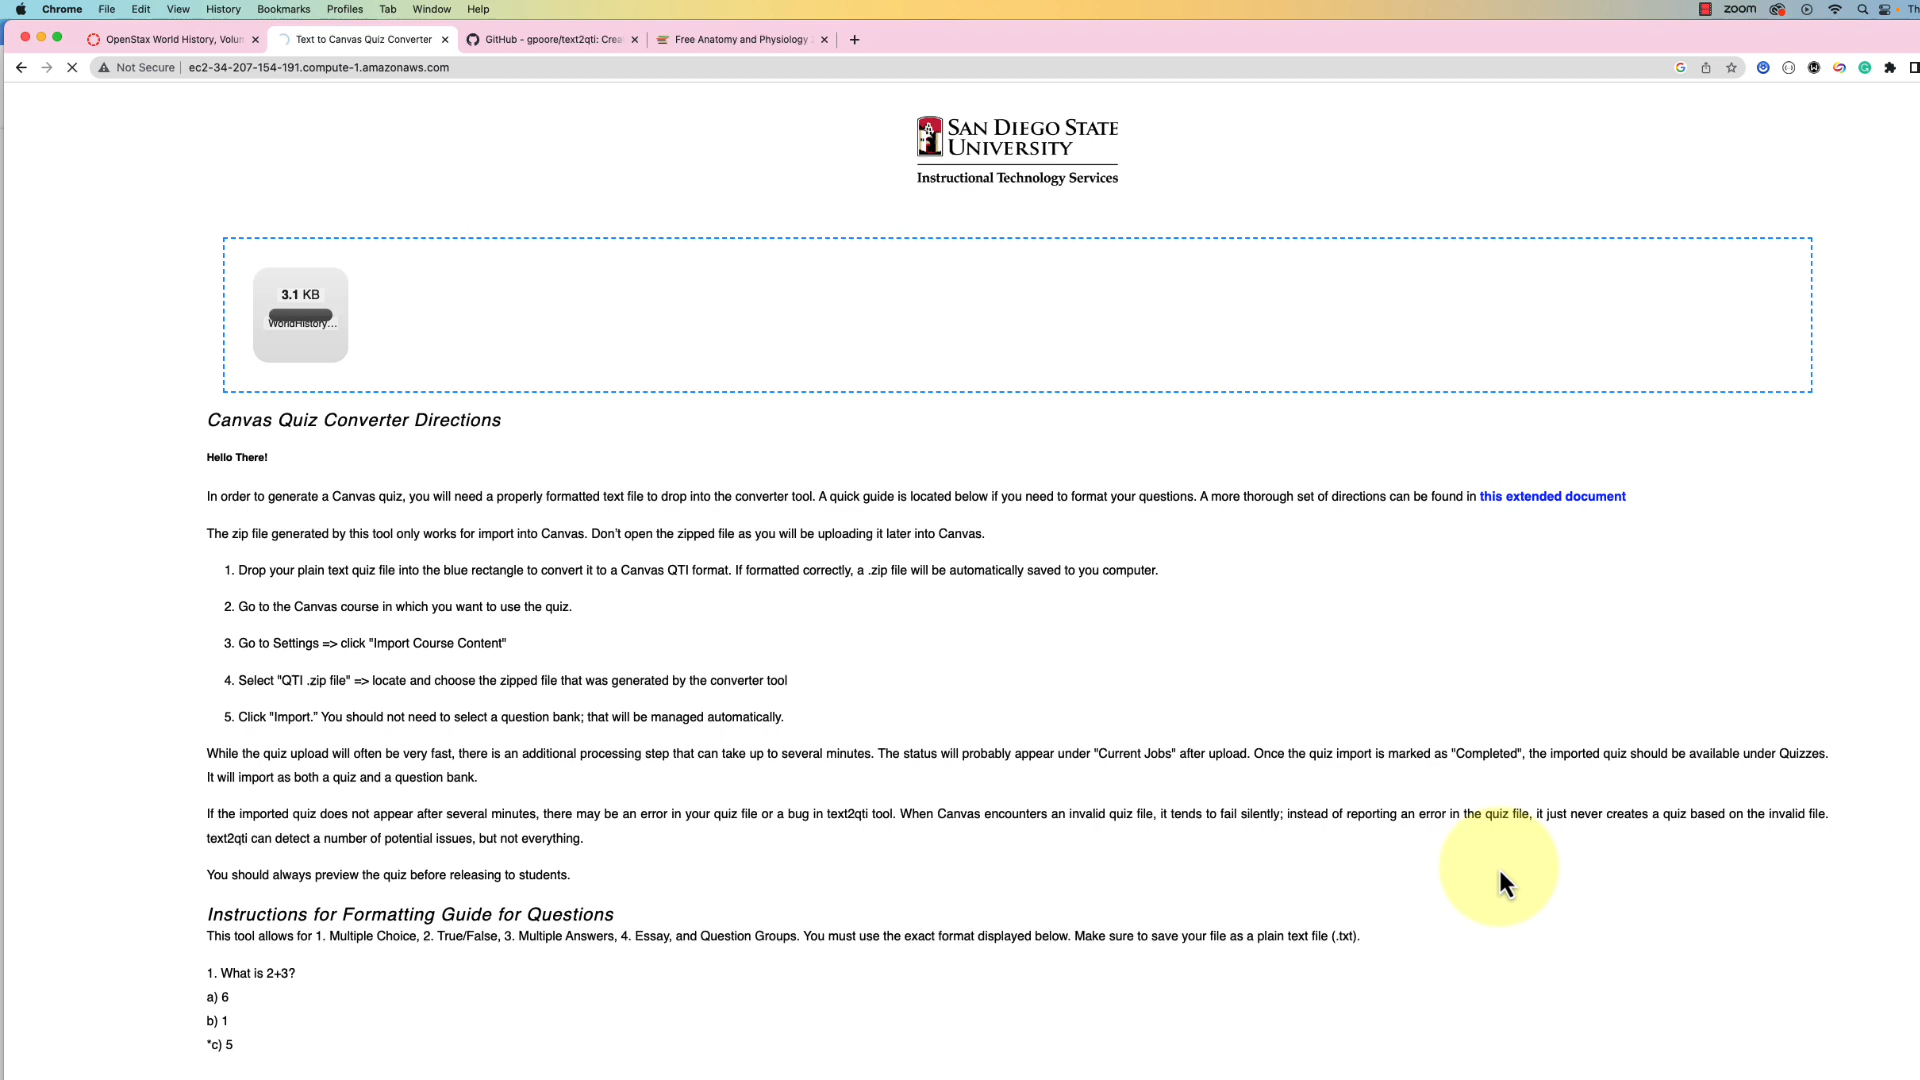 Chrome File Edit View History Bookmarks Profiles Tab Window Help zoom Th
OpenStax World History, Volun Text to Canvas Quiz Converter GitHub - gpoore/text2qti: Crea Free Anatomy and Physiology
Not Secure ec2-34-207-154-191.compute-1.amazonaws.com
SAN DIEGO STATE
UNIVERSITY
Instructional Technology Services
3.1 KB
WorldHistory...
Canvas Quiz Converter Directions
Hello There!
In order to generate a Canvas quiz, you will need a properly formatted text file to drop into the converter tool. A quick guide is located below if you need to format your questions. A more thorough set of directions can be found in this extended document
The zip file generated by this tool only works for import into Canvas. Don't open the zipped file as you will be uploading it later into Canvas.
1. Drop your plain text quiz file into the blue rectangle to convert it to a Canvas QTI format. If formatted correctly, a .zip file will be automatically saved to you computer.
2. Go to the Canvas course in which you want to use the quiz.
3. Go to Settings => click "Import Course Content"
4. Select "QTI .zip file" => locate and choose the zipped file that was generated by the converter tool
5. Click "Import.” You should not need to select a question bank; that will be managed automatically.
While the quiz upload will often be very fast, there is an additional processing step that can take up to several minutes. The status will probably appear under "Current Jobs" after upload. Once the quiz import is marked as "Completed", the imported quiz should be available under Quizzes.
It will import as both a quiz and a question bank.
If the imported quiz does not appear after several minutes, there may be an error in your quiz file or a bug in text2qti tool. When Canvas encounters an invalid quiz file, it tends to fail silently; instead of reporting an error in the quiz file, it just never creates a quiz based on the invalid file.
text2qti can detect a number of potential issues, but not everything.
You should always preview the quiz before releasing to students.
Instructions for Formatting Guide for Questions
This tool allows for 1. Multiple Choice, 2. True/False, 3. Multiple Answers, 4. Essay, and Question Groups. You must use the exact format displayed below. Make sure to save your file as a plain text file (.txt).
1. What is 2+3?
a) 6
b) 1
*c) 5